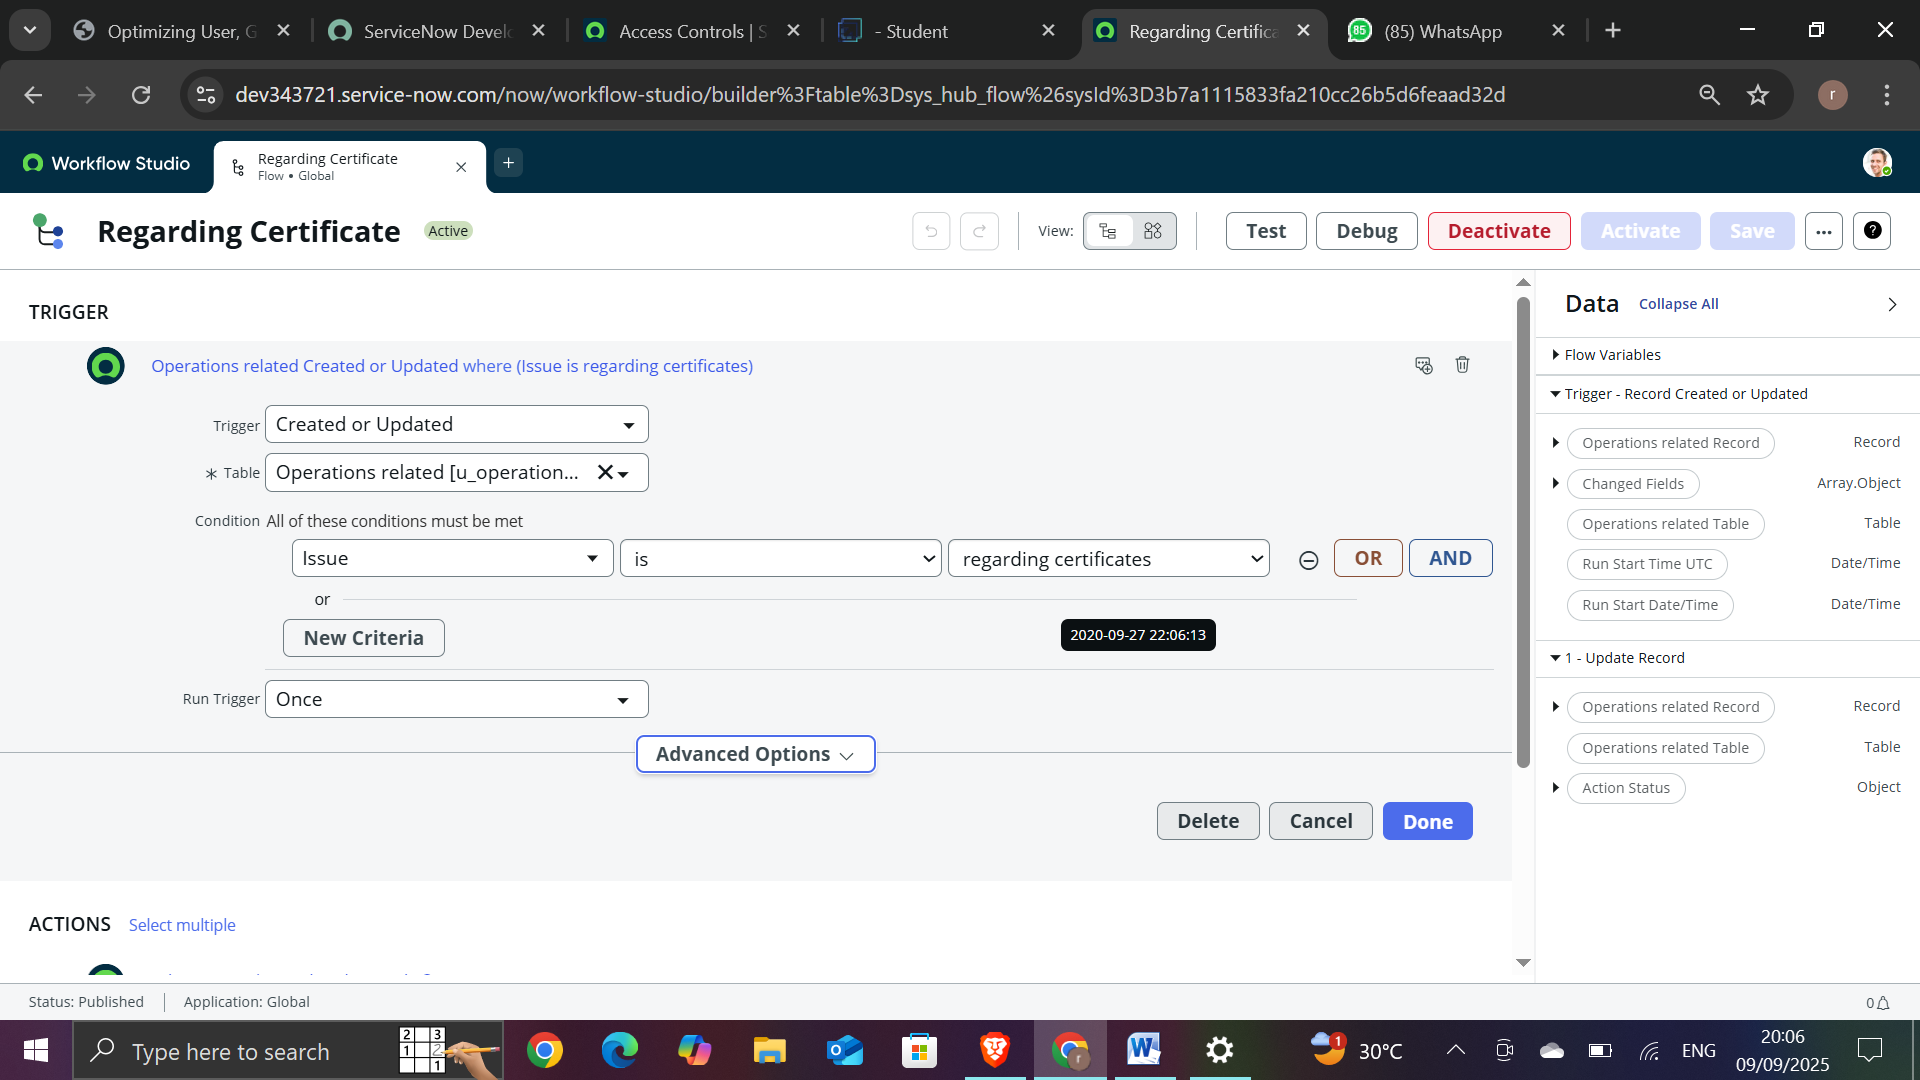 Optimizing User, G
ServiceNow Devel
Access Controls | S
- Student
Regarding Certifica
(85) WhatsApp
dev343721.service-now.com/now/workflow-studio/builder%3Ftable%3Dsys_hub_flow%26sysId%3D3b7a1115833fa210cc26b5d6feaad32d
r
Workflow Studio
Regarding Certificate
Flow • Global
Regarding Certificate
Active
View:
Test
Debug
Deactivate
Activate
Save
TRIGGER
Operations related Created or Updated where (Issue is regarding certificates)
Trigger
Created or Updated
* Table
Operations related [u_operation...
Condition
All of these conditions must be met
Issue
is
regarding certificates
OR
AND
or
New Criteria
2020-09-27 22:06:13
Run Trigger
Once
Advanced Options
Delete
Cancel
Done
ACTIONS
Select multiple
Data
Collapse All
Flow Variables
Trigger - Record Created or Updated
Operations related Record
Record
Changed Fields
Array.Object
Operations related Table
Table
Run Start Time UTC
Date/Time
Run Start Date/Time
Date/Time
1 - Update Record
Operations related Record
Record
Operations related Table
Table
Action Status
Object
Status: Published
Application: Global
0
Type here to search
30°C
ENG
20:06
09/09/2025